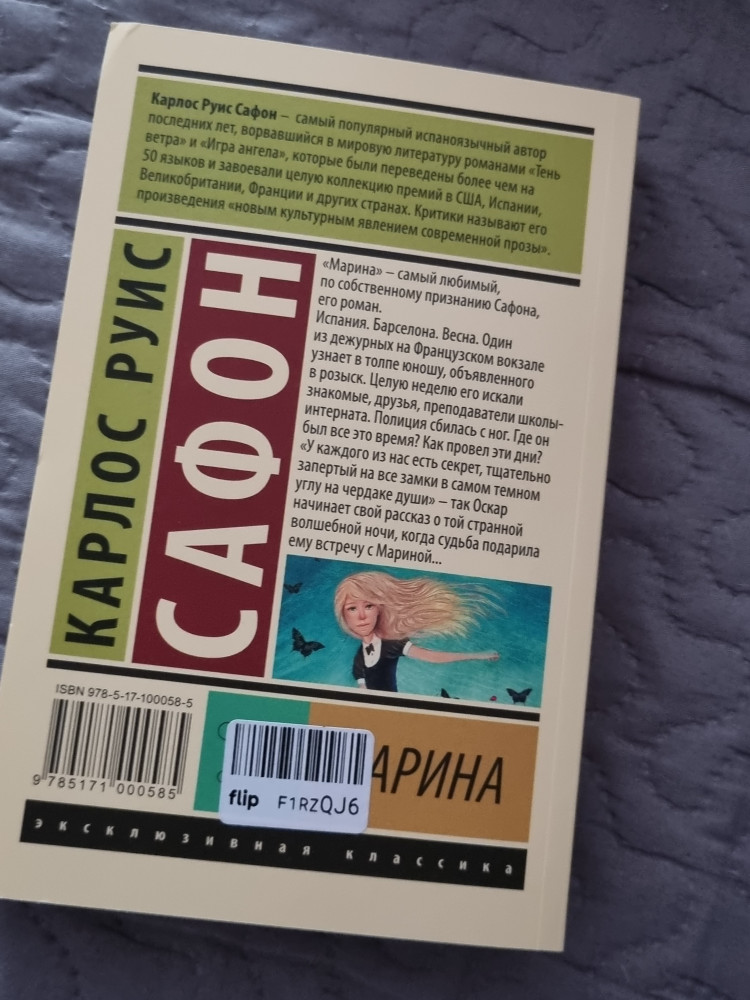 Карлос Руис Сафон – самый популярный испаноязычный автор
последних лет, ворвавшийся в мировую литературу романами «Тень
ветра» и «Игра ангела», которые были переведены более чем на
50 языков и завоевали целую коллекцию премий в США, Испании,
Великобритании, Франции и других странах. Критики называют его
произведения «новым культурным явлением современной прозы».
КАРЛОС РУИС
САФОН
«Марина» – самый любимый,
по собственному признанию Сафона,
его роман.
Испания. Барселона. Весна. Один
из дежурных на Французском вокзале
узнает в толпе юношу, объявленного
в розыск. Целую неделю его искали
знакомые, друзья, преподаватели школы-
интерната. Полиция сбилась с ног. Где он
был все это время? Как провел эти дни?
«У каждого из нас есть секрет, тщательно
запертый на все замки в самом темном
углу на чердаке души» – так Оскар
начинает свой рассказ о той странной
волшебной ночи, когда судьба подарила
ему встречу с Мариной...
ISBN 978-5-17-100058-5
9 785171 000585
flip F1RZQJ6
АРИНА
эксклюзивная классика